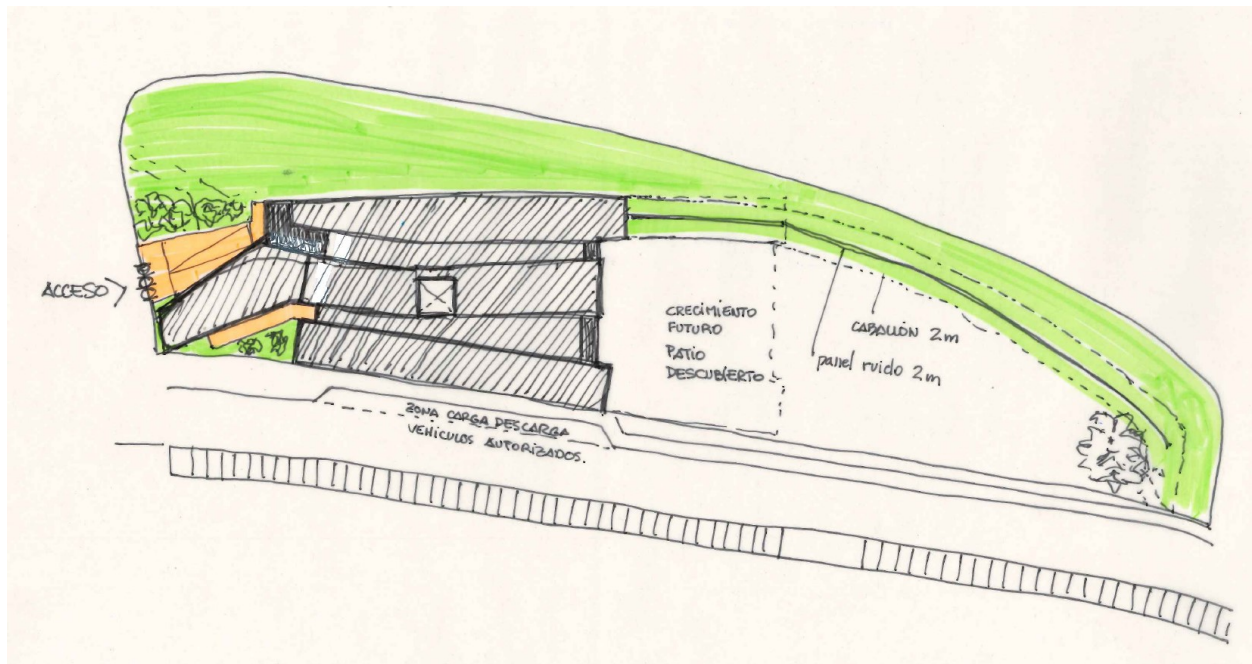 ACCESO
CRECIMIENTO
FUTURO
PATIO
DESCUBIERTO
CABALLÓN 2m
panel ruido 2m
ZONA CARGA DESCARGA
VEHICULOS AUTORIZADOS.